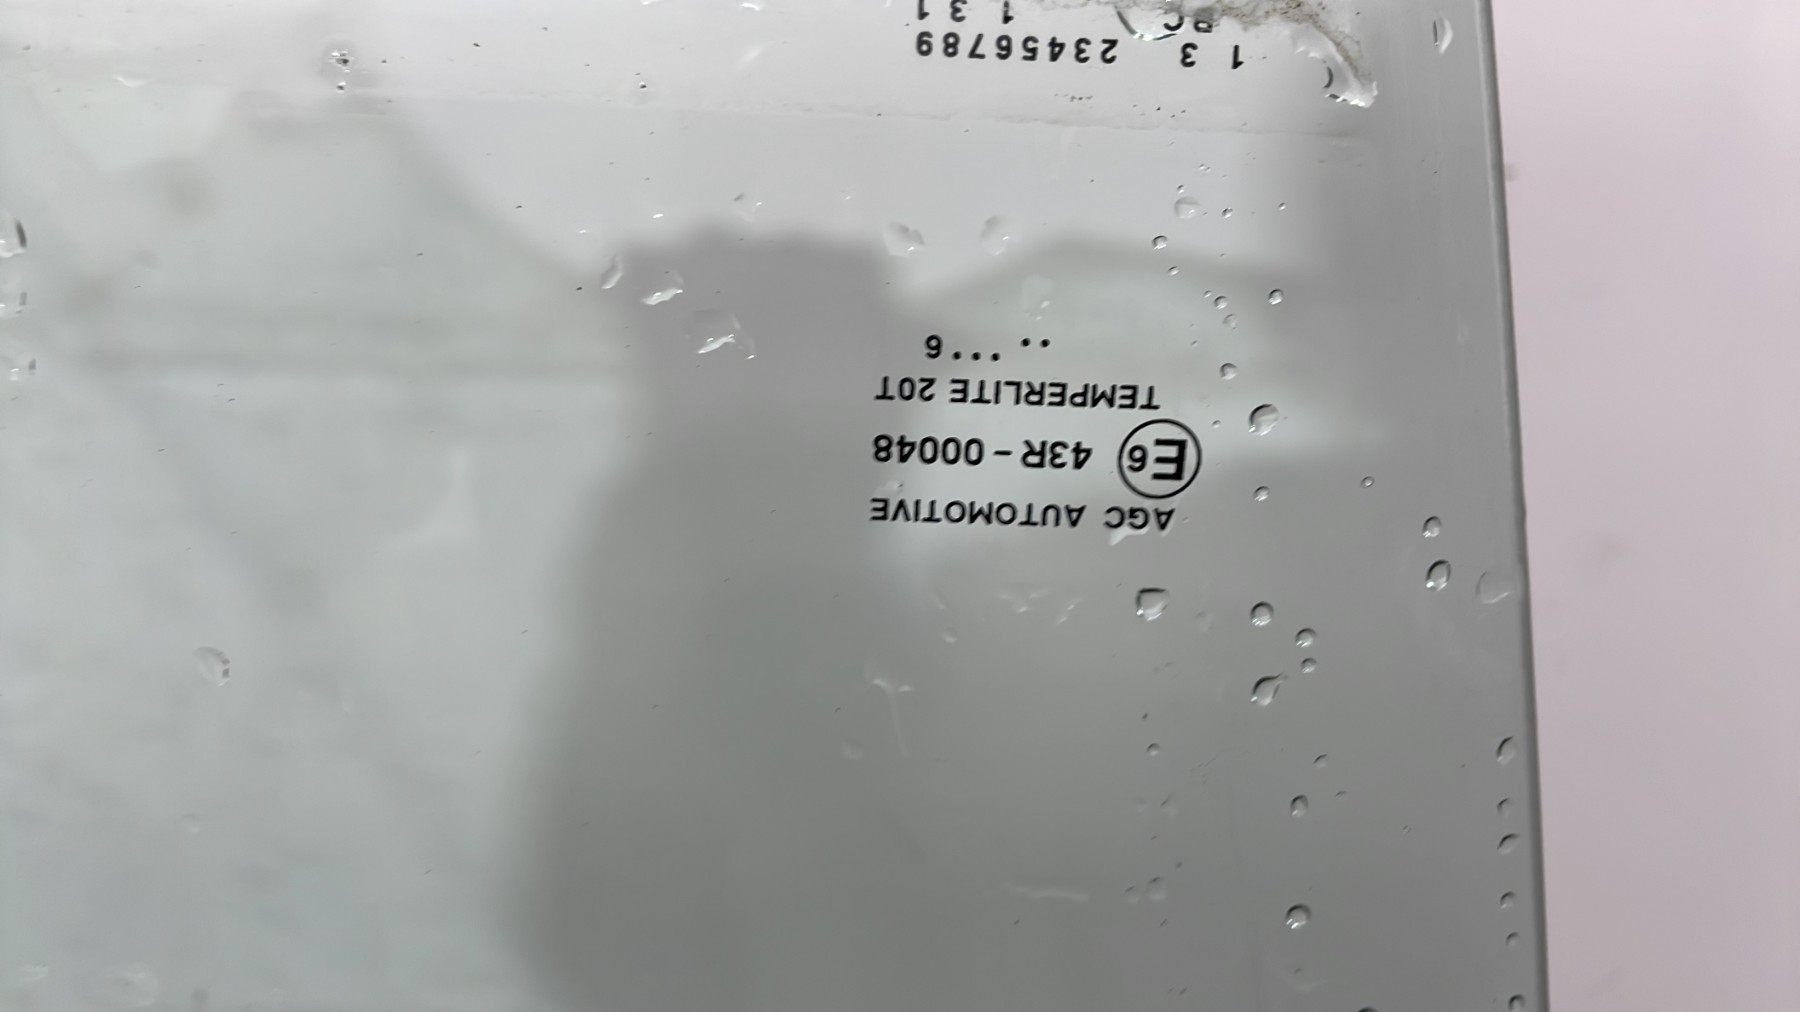 AGC AUTOMOTIVE
E6 43R - 00048
TEMPERLITE 20T
•• •••6
1 3 23456789
1 3 1